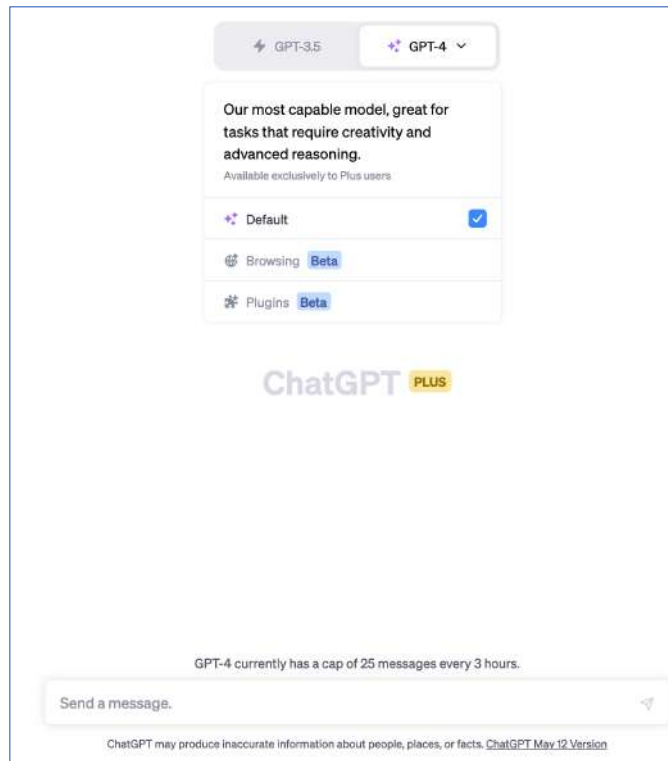 GPT-3.5 GPT-4
Our most capable model, great for
tasks that require creativity and
advanced reasoning.
Available exclusively to Plus users
Default
Browsing Beta
Plugins Beta
ChatGPT PLUS
GPT-4 currently has a cap of 25 messages every 3 hours.
Send a message.
ChatGPT may produce inaccurate information about people, places, or facts. ChatGPT May 12 Version